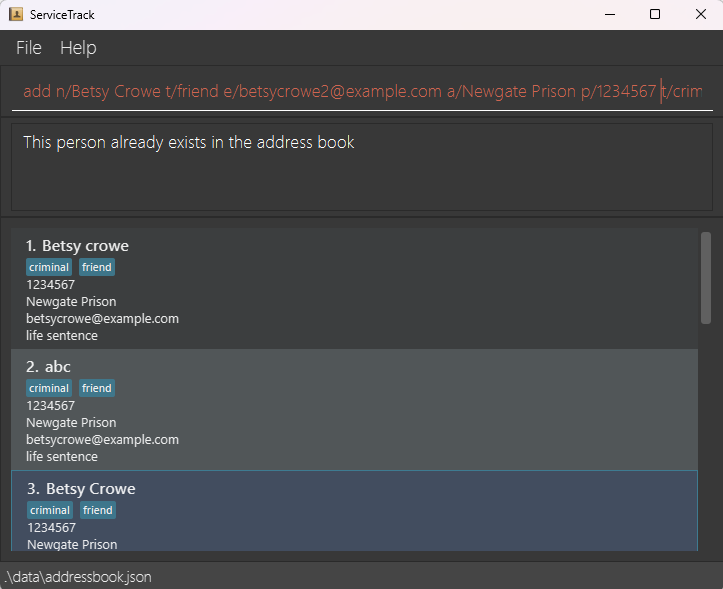 ServiceTrack
File Help
add n/Betsy Crowe t/friend e/betsycrowe2@example.com a/Newgate Prison p/1234567 t/crim
This person already exists in the address book
1. Betsy crowe
criminal friend
1234567
Newgate Prison
betsycrowe@example.com
life sentence
2. abc
criminal friend
1234567
Newgate Prison
betsycrowe@example.com
life sentence
3. Betsy Crowe
criminal friend
1234567
Newgate Prison
.\data\addressbook.json